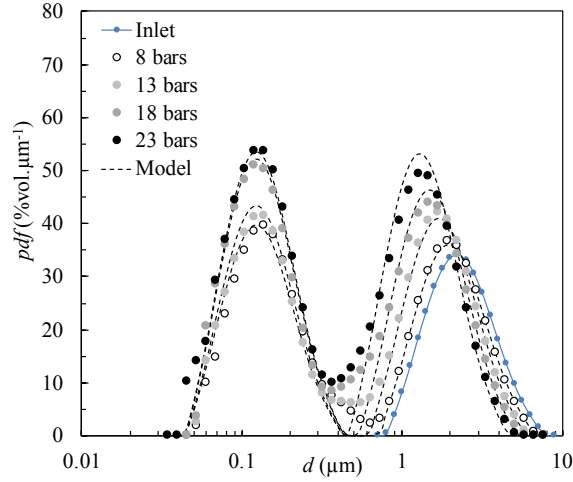 80
70
60
50
40
30
20
10
0
pdf (%vol.µm⁻¹)
Inlet
8 bars
13 bars
18 bars
23 bars
Model
0.01
0.1
1
10
d (µm)